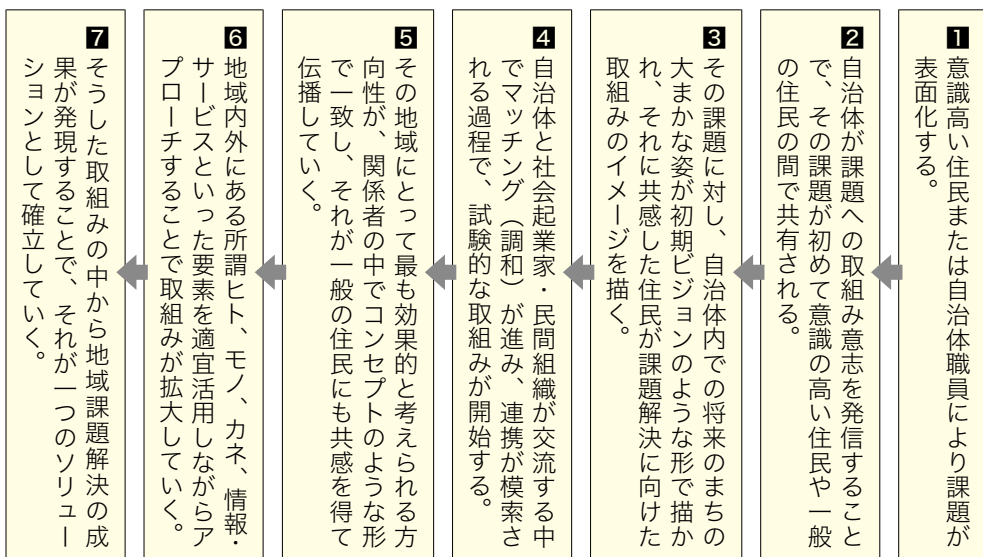 1
意識高い住民または自治体職員により課題が
表面化する。
2
自治体が課題への取組み意志を発信すること
で、その課題が初めて意識の高い住民や一般
の住民の間で共有される。
3
その課題に対し、自治体内での将来のまちの
大まかな姿が初期ビジョンのような形で描か
れ、それに共感した住民が課題解決に向けた
取組みのイメージを描く。
4
自治体と社会起業家・民間組織が交流する中
でマッチング（調和）が進み、連携が模索さ
れる過程で、試験的な取組みが開始する。
5
その地域にとって最も効果的と考えられる方
向性が、関係者の中でコンセプトのような形
で一致し、それが一般の住民にも共感を得て
伝播していく。
6
地域内外にある所謂ヒト、モノ、カネ、情報・
サービスといった要素を適宜活用しながらア
プローチすることで取組みが拡大していく。
7
そうした取組みの中から地域課題解決の成
果が発現することで、それが一つのソリュー
ションとして確立していく。